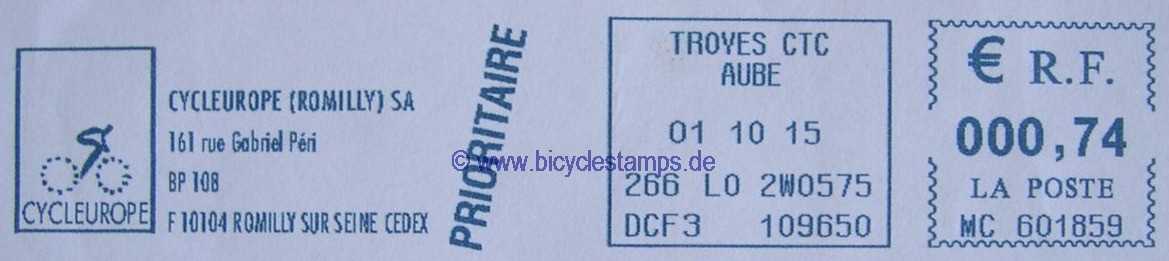 CYCLEUROPE
CYCLEUROPE (ROMILLY) SA
161 rue Gabriel Péri
BP 108
F 10104 ROMILLY SUR SEINE CEDEX
PRIORITAIRE
© www.bicyclestamps.de
TROYES CTC
AUBE
01 10 15
266 L0 2W0575
DCF3 109650
€ R.F.
000,74
LA POSTE
MC 601859